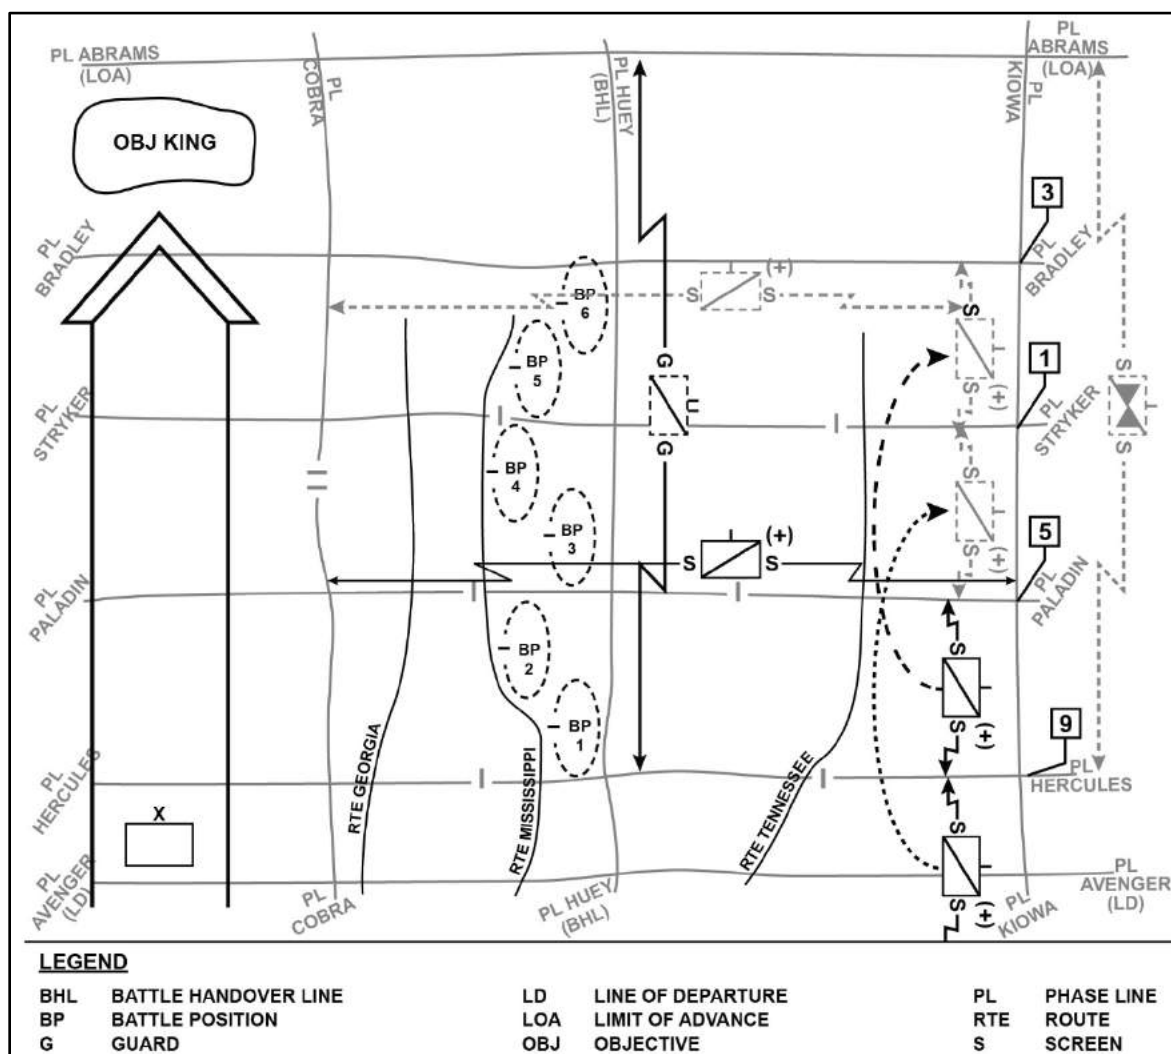 PL ABRAMS
(LOA)
PL
COBRA
PL HUEY
(BHL)
PL
KIOWA
PL
ABRAMS
(LOA)
OBJ KING
3
PL
BRADLEY
PL
BRADLEY
(+)
S
S
S
BP
6
I
BP
5
G
U
G
1
S
(+)
S
S
PL
STRYKER
PL
STRYKER
BP
4
S
S
(+)
BP
3
I
(+)
S
S
5
PL
PALADIN
PL
PALADIN
BP
2
S
S
(+)
BP
1
9
PL
HERCULES
PL
HERCULES
RTE GEORGIA
RTE MISSISSIPPI
RTE TENNESSEE
X
S
S
(+)
PL
AVENGER
(LD)
PL
AVENGER
(LD)
PL
COBRA
PL HUEY
(BHL)
PL
KIOWA
LEGEND
BHL BATTLE HANDOVER LINE
LD LINE OF DEPARTURE
PL PHASE LINE
BP BATTLE POSITION
LOA LIMIT OF ADVANCE
RTE ROUTE
G GUARD
OBJ OBJECTIVE
S SCREEN